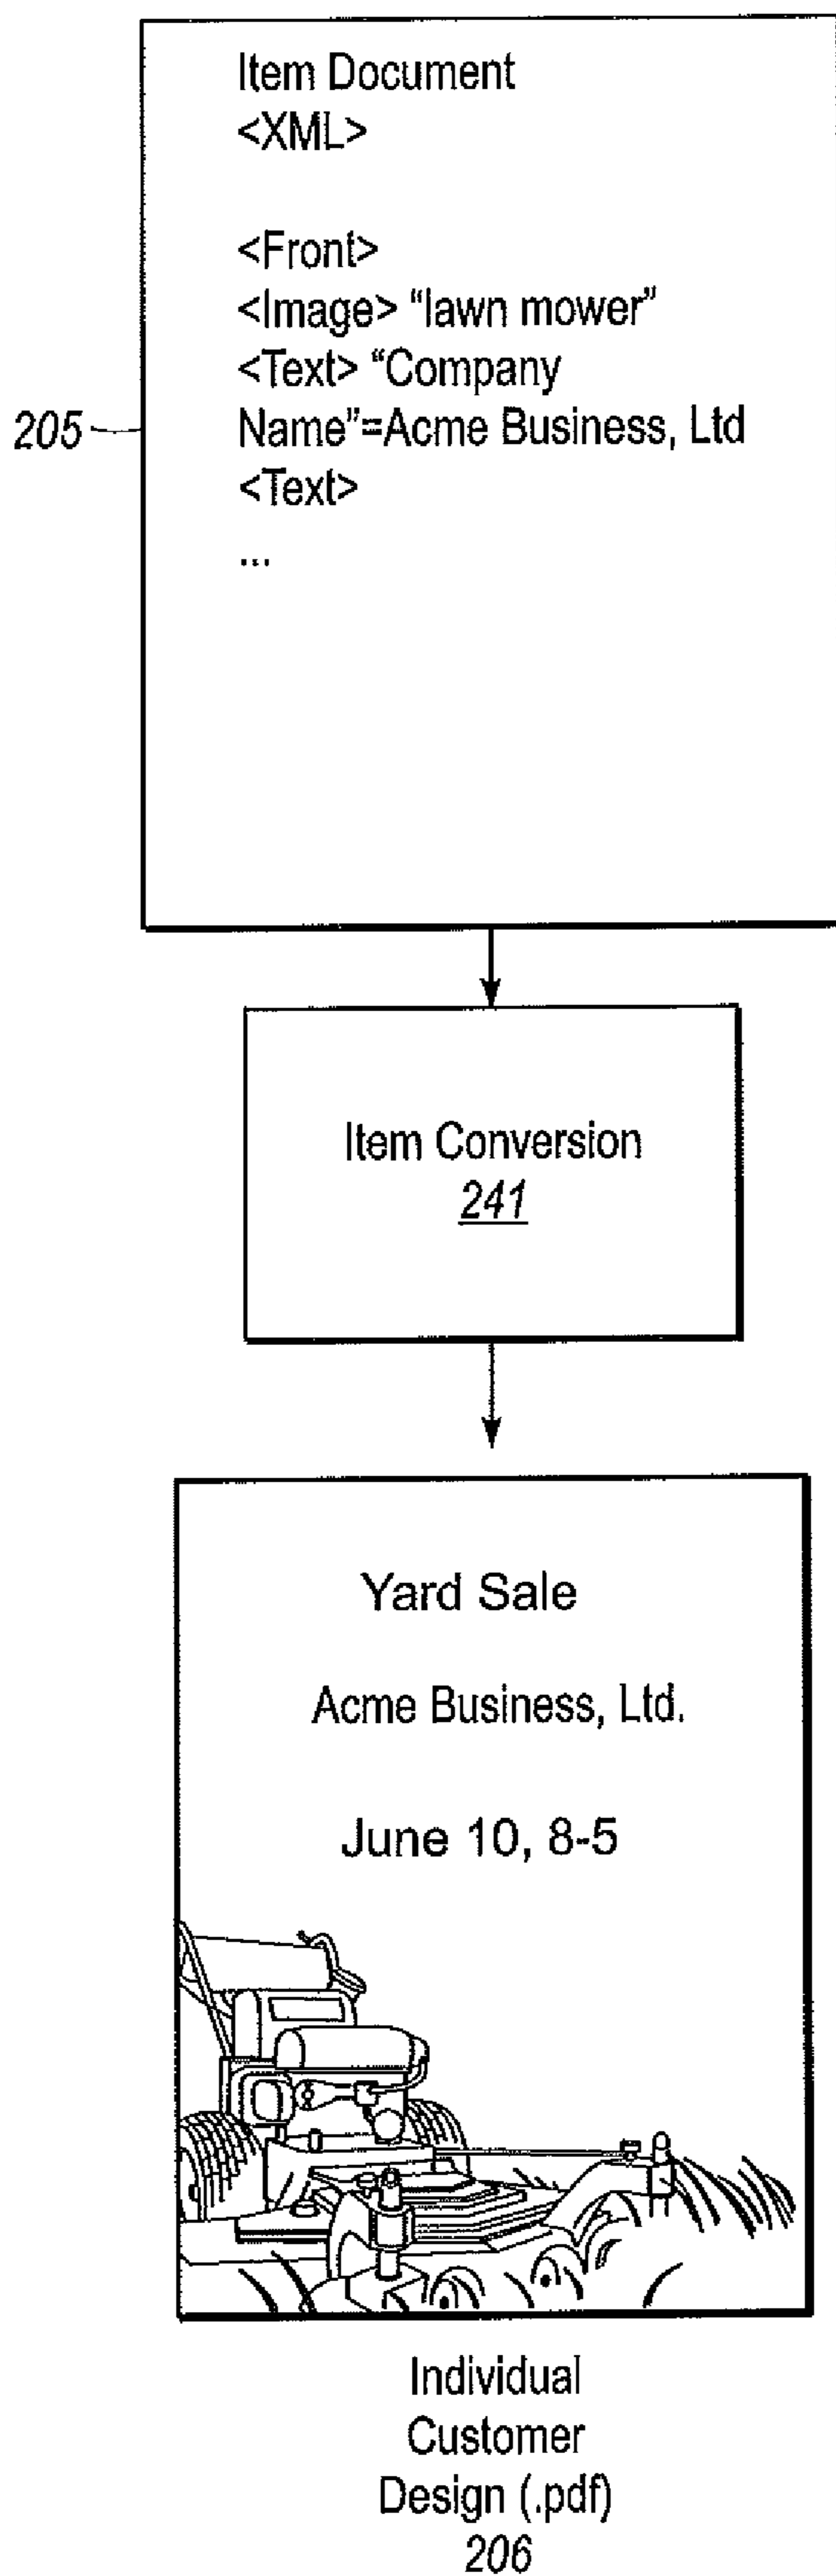 Item Document
<XML>
<Front>
<Image> “lawn mower”
<Text> “Company
Name”=Acme Business, Ltd
<Text>
...
205
Item Conversion
241
Yard Sale
Acme Business, Ltd.
June 10, 8-5
Individual
Customer
Design (.pdf)
206